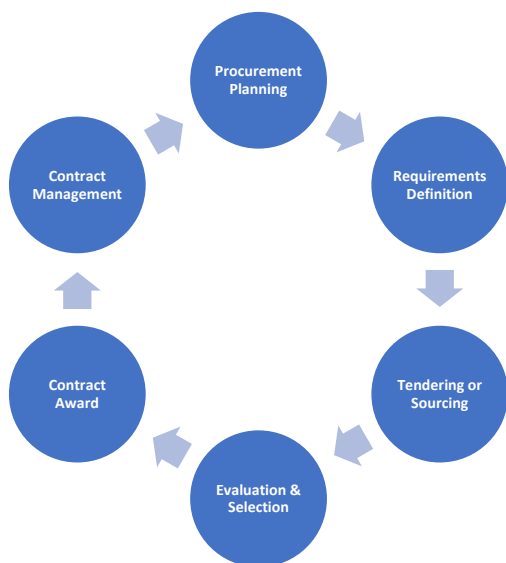 Procurement
Planning
Requirements
Definition
Tendering or
Sourcing
Evaluation &
Selection
Contract
Award
Contract
Management